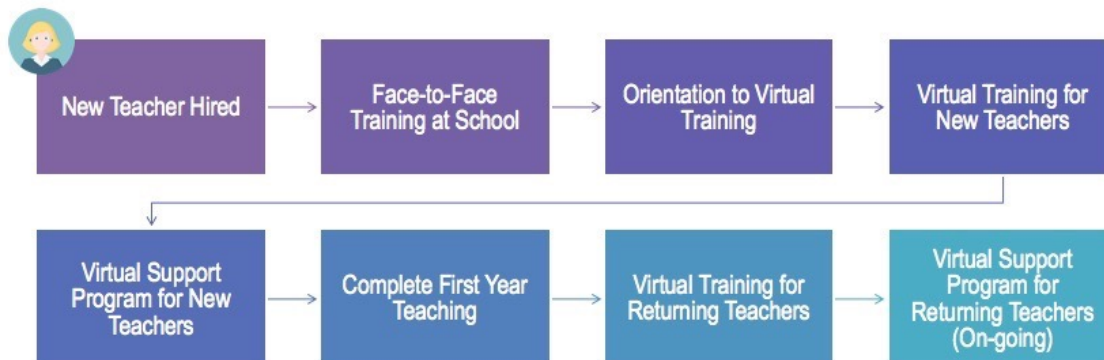 New Teacher Hired
Face-to-Face
Training at School
Orientation to Virtual
Training
Virtual Training for
New Teachers
Virtual Support
Program for New
Teachers
Complete First Year
Teaching
Virtual Training for
Returning Teachers
Virtual Support
Program for
Returning Teachers
(On-going)